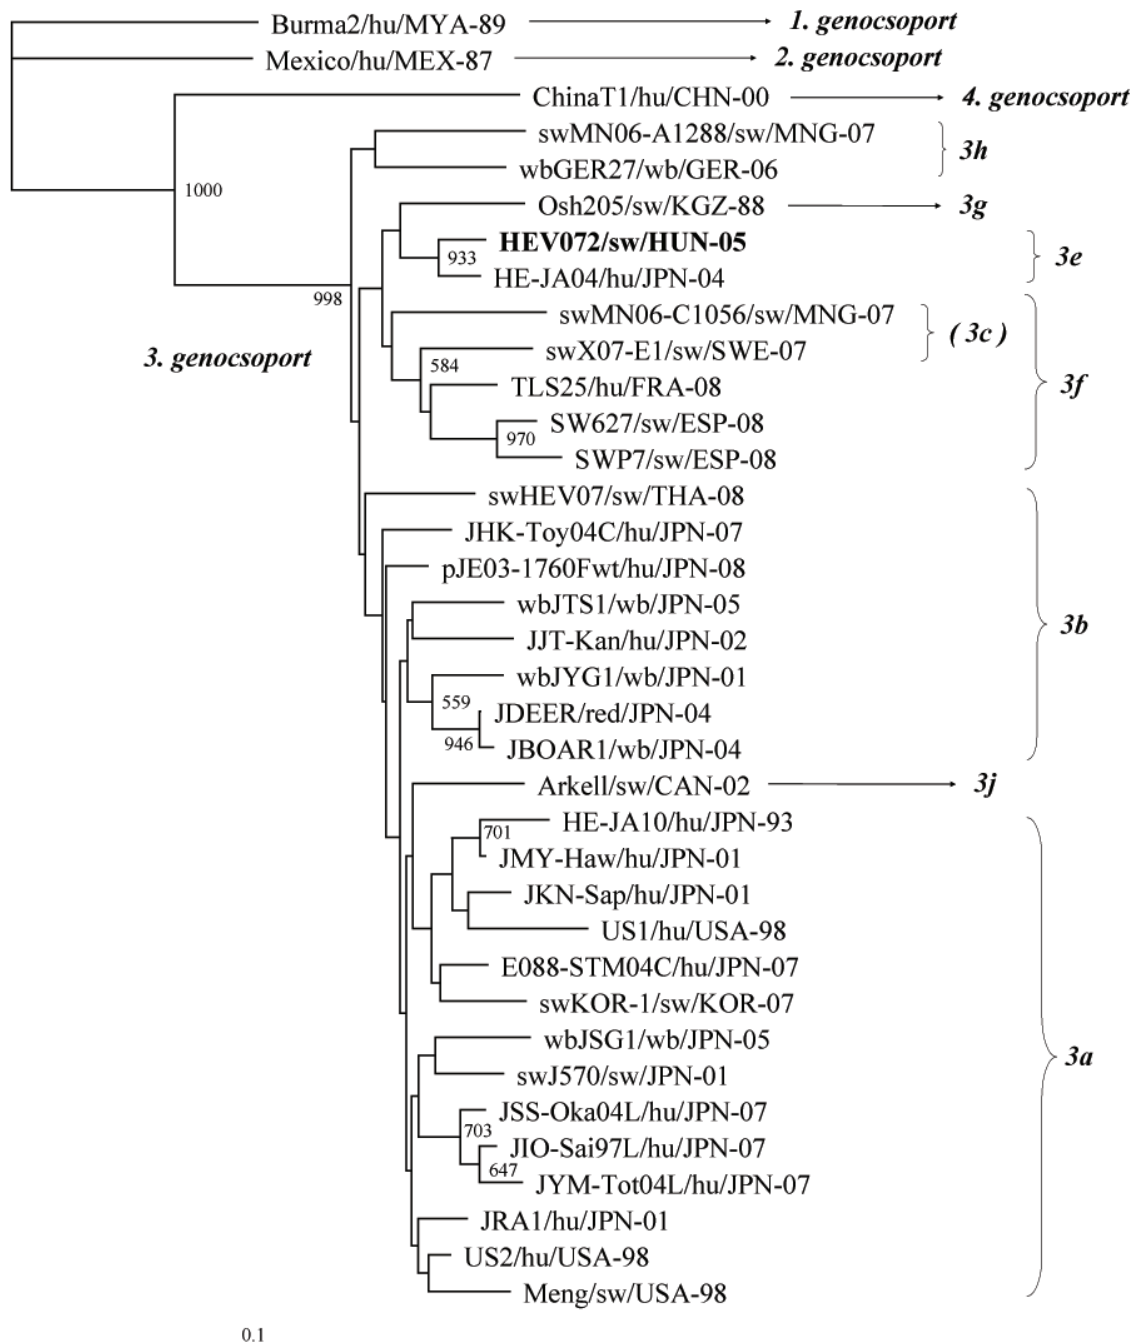 Burma2/hu/MYA-89 1. genocsoport
Mexico/hu/MEX-87 2. genocsoport
ChinaT1/hu/CHN-00 4. genocsoport
swMN06-A1288/sw/MNG-07
3h
wbGER27/wb/GER-06
1000
Osh205/sw/KGZ-88 3g
HEV072/sw/HUN-05
933 3e
HE-JA04/hu/JPN-04
998
swMN06-C1056/sw/MNG-07
( 3c )
swX07-E1/sw/SWE-07
3. genocsoport
584
TLS25/hu/FRA-08 3f
SW627/sw/ESP-08
970
SWP7/sw/ESP-08
swHEV07/sw/THA-08
JHK-Toy04C/hu/JPN-07
pJE03-1760Fwt/hu/JPN-08
wbJTS1/wb/JPN-05
3b
JJT-Kan/hu/JPN-02
wbJYG1/wb/JPN-01
559
JDEER/red/JPN-04
946
JBOAR1/wb/JPN-04
Arkell/sw/CAN-02 3j
HE-JA10/hu/JPN-93
701
JMY-Haw/hu/JPN-01
JKN-Sap/hu/JPN-01
US1/hu/USA-98
E088-STM04C/hu/JPN-07
swKOR-1/sw/KOR-07
wbJSG1/wb/JPN-05
3a
swJ570/sw/JPN-01
JSS-Oka04L/hu/JPN-07
703
JIO-Sai97L/hu/JPN-07
647
JYM-Tot04L/hu/JPN-07
JRA1/hu/JPN-01
US2/hu/USA-98
Meng/sw/USA-98
0.1